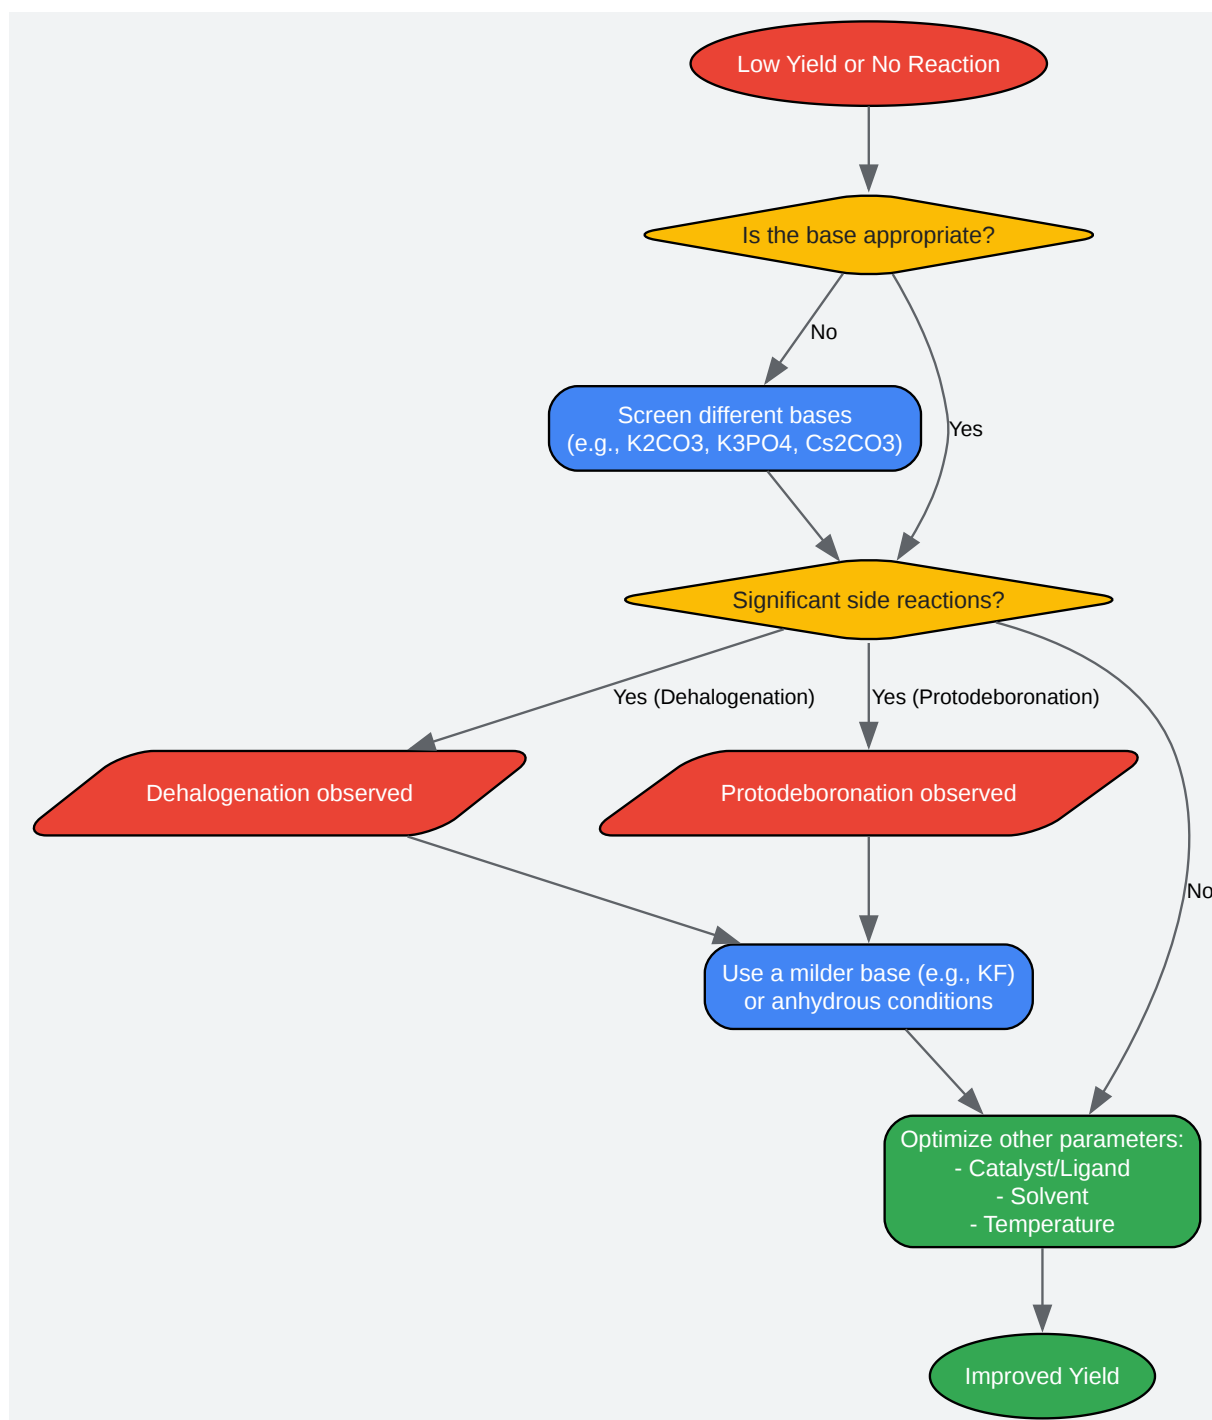 Low Yield or No Reaction
Is the base appropriate?
No
Screen different bases
(e.g., K2CO3, K3PO4, Cs2CO3)
Yes
Significant side reactions?
Yes (Dehalogenation)
Yes (Protodeboronation)
Dehalogenation observed
Protodeboronation observed
No
Use a milder base (e.g., KF)
or anhydrous conditions
Optimize other parameters:
- Catalyst/Ligand
- Solvent
- Temperature
Improved Yield